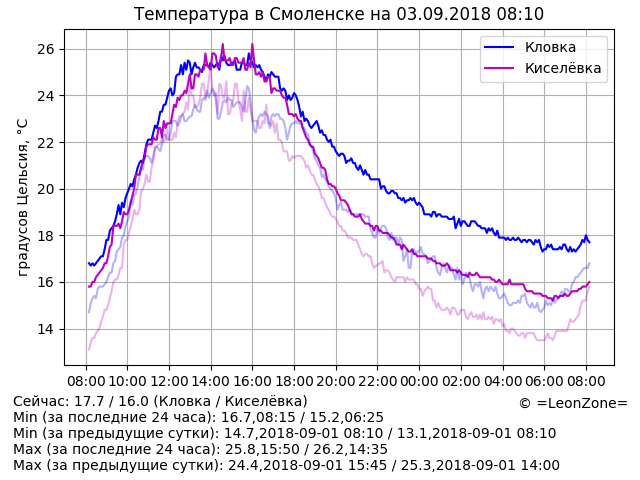 Температура в Смоленске на 03.09.2018 08:10
Кловка
Киселёвка
градусов Цельсия, °C
26
24
22
20
18
16
14
08:00 10:00 12:00 14:00 16:00 18:00 20:00 22:00 00:00 02:00 04:00 06:00 08:00
Сейчас: 17.7 / 16.0 (Кловка / Киселёвка)
© =LeonZone=
Min (за последние 24 часа): 16.7,08:15 / 15.2,06:25
Min (за предыдущие сутки): 14.7,2018-09-01 08:10 / 13.1,2018-09-01 08:10
Max (за последние 24 часа): 25.8,15:50 / 26.2,14:35
Max (за предыдущие сутки): 24.4,2018-09-01 15:45 / 25.3,2018-09-01 14:00